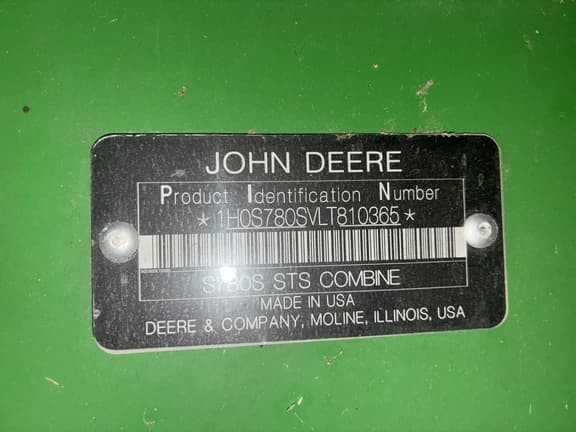 JOHN DEERE
Product Identification Number
*1H0S780SVLT810365*
S780S STS COMBINE
MADE IN USA
DEERE & COMPANY, MOLINE, ILLINOIS, USA